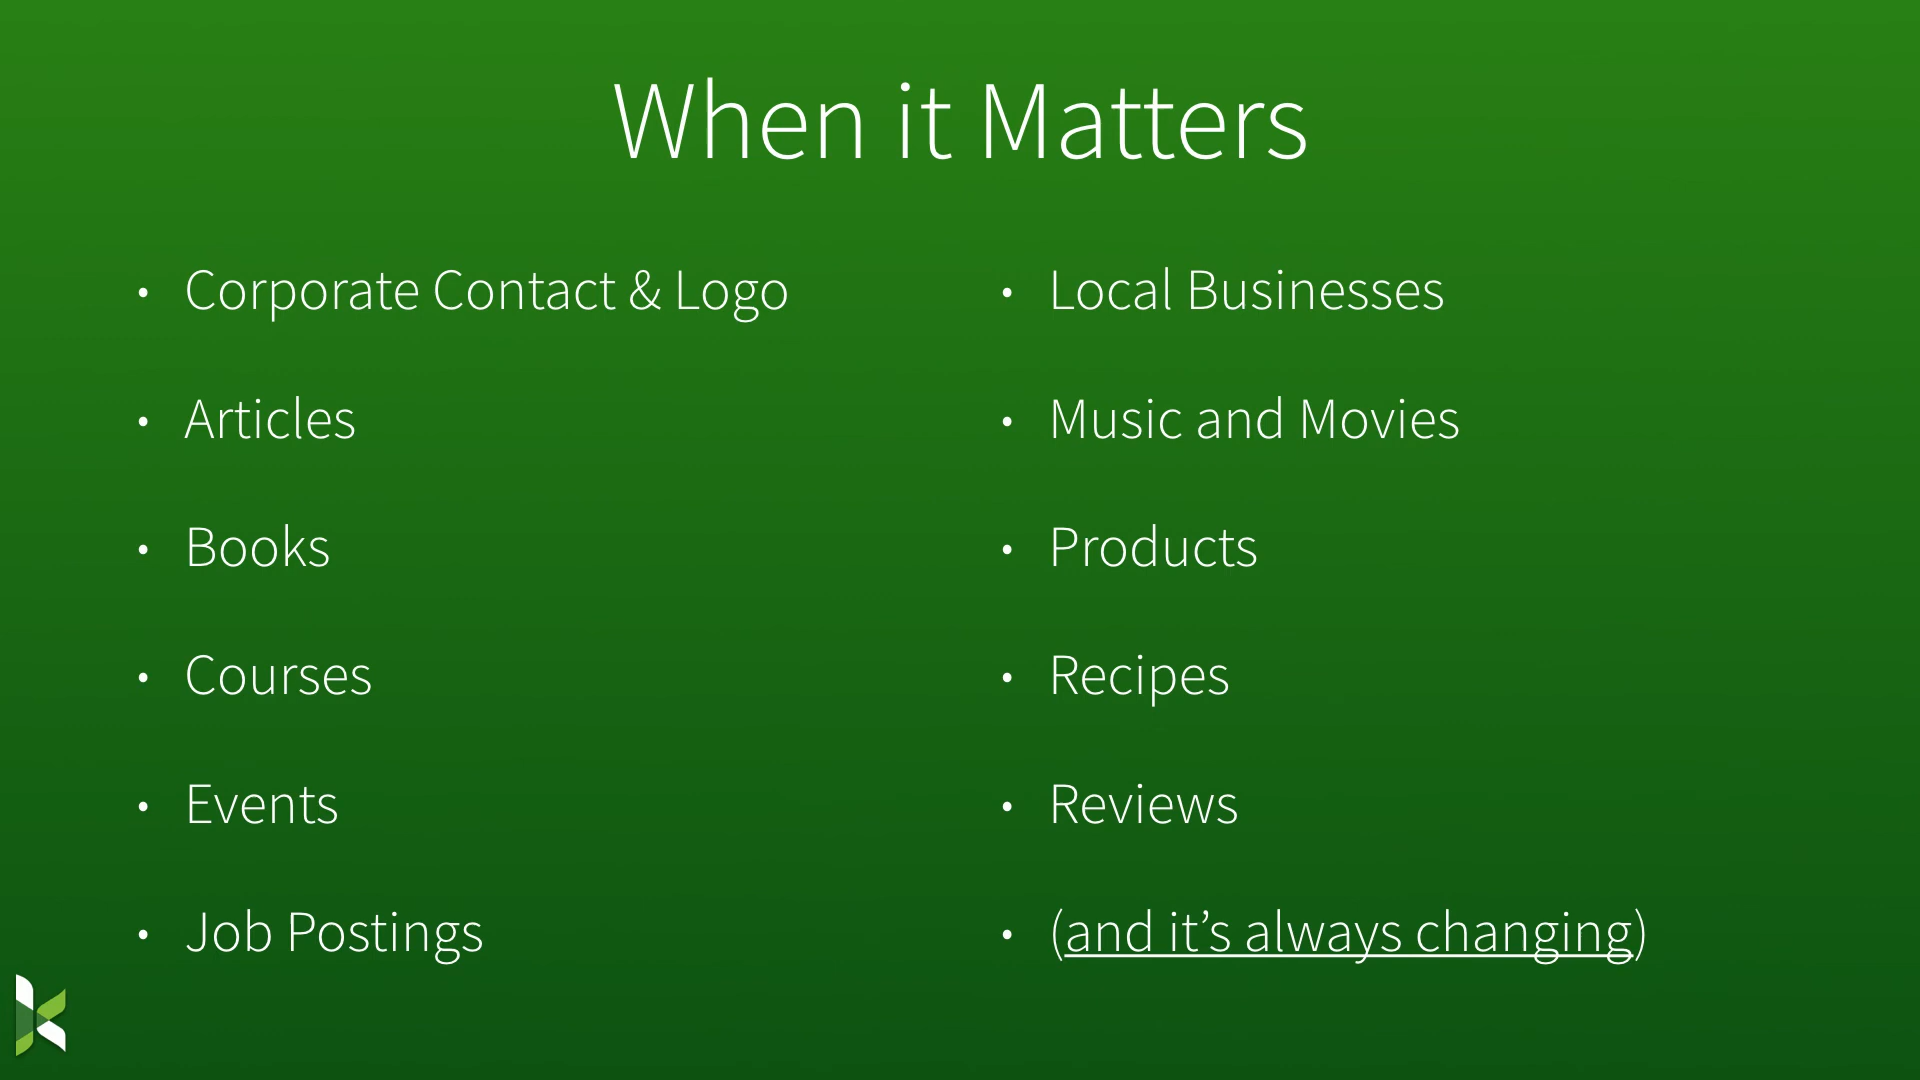 When it Matters
• Corporate Contact & Logo
• Articles
• Books
• Courses
• Events
• Job Postings
• Local Businesses
• Music and Movies
• Products
• Recipes
• Reviews
• (and it’s always changing)